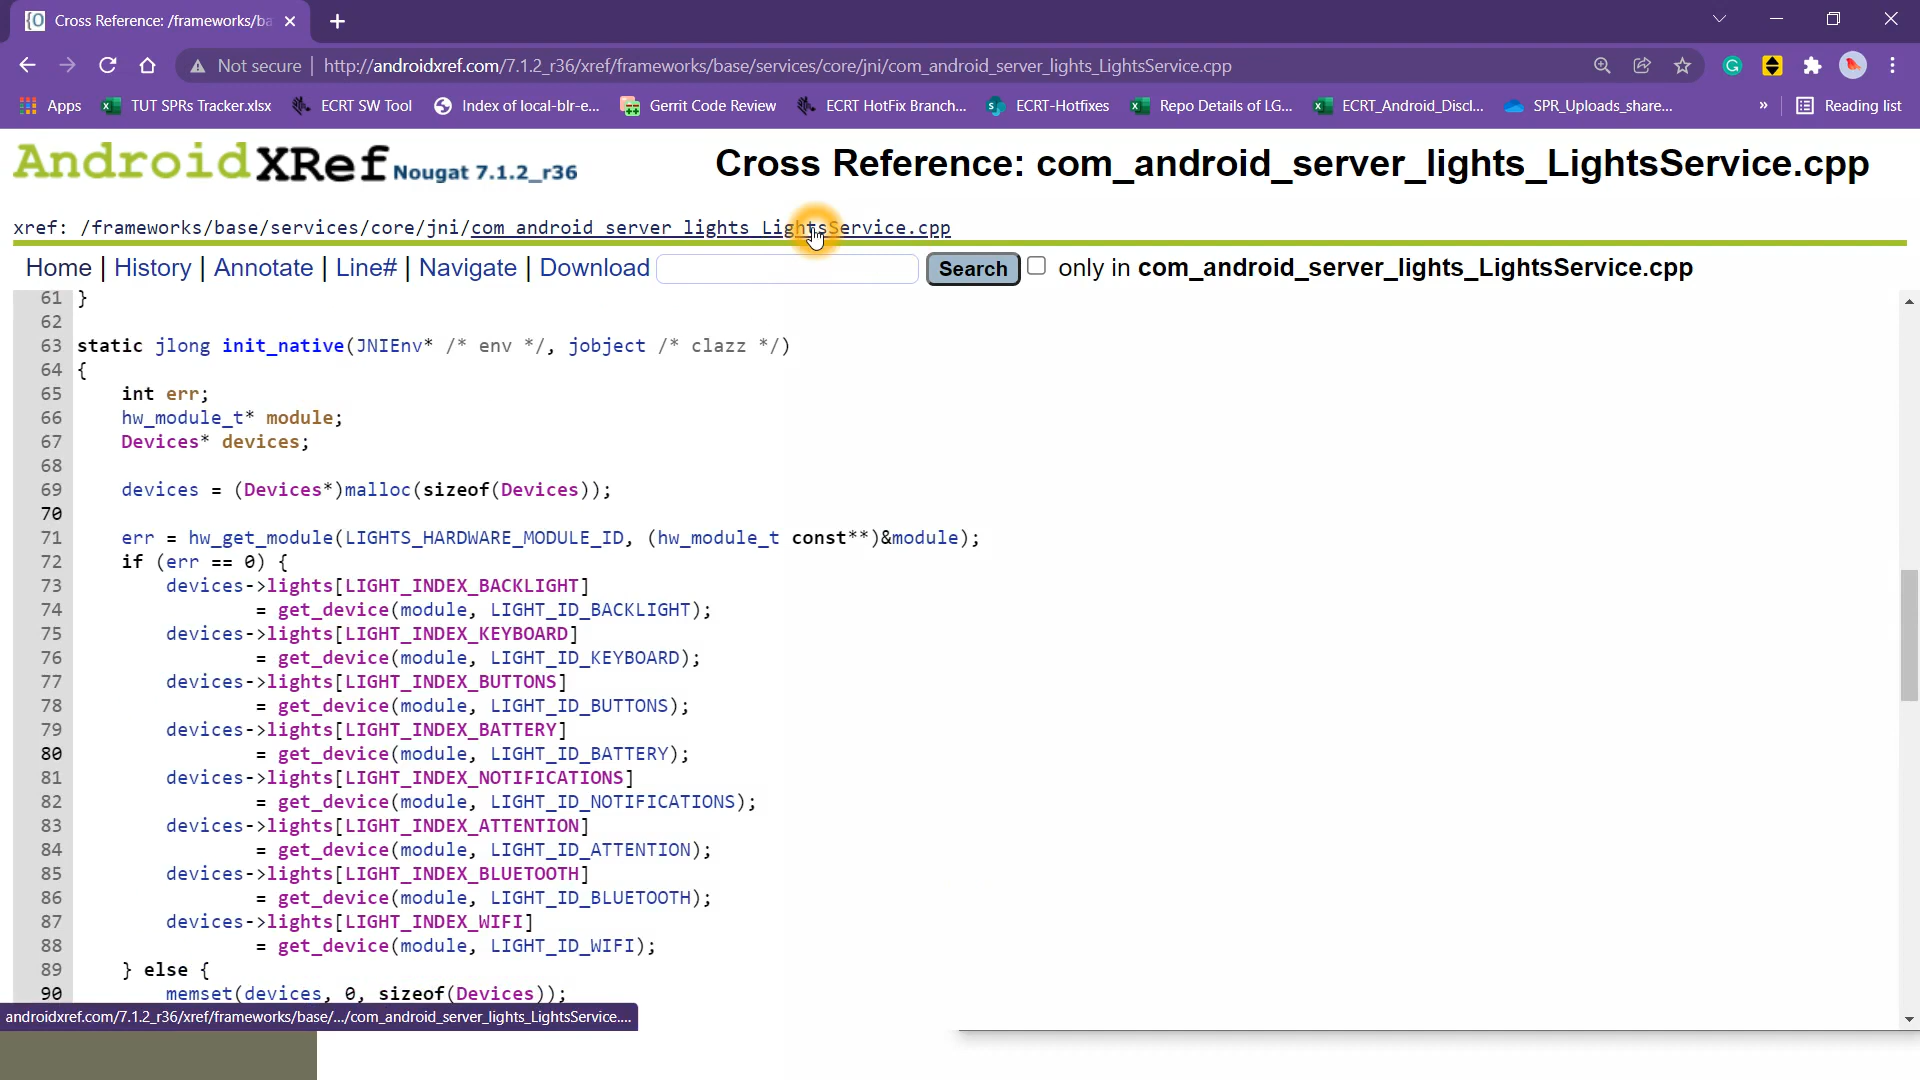 Cross Reference: /frameworks/ba
Not secure | http://androidxref.com/7.1.2_r36/xref/frameworks/base/services/core/jni/com_android_server_lights_LightsService.cpp
Apps TUT SPRs Tracker.xlsx ECRT SW Tool Index of local-blr-e... Gerrit Code Review ECRT HotFix Branch... ECRT-Hotfixes Repo Details of LG... ECRT_Android_Discl... SPR_Uploads_share... » Reading list
AndroidXRef Nougat 7.1.2_r36 Cross Reference: com_android_server_lights_LightsService.cpp
xref: /frameworks/base/services/core/jni/com_android_server_lights_LightsService.cpp
Home | History | Annotate | Line# | Navigate | Download Search only in com_android_server_lights_LightsService.cpp
61 }
62
63 static jlong init_native(JNIEnv* /* env */, jobject /* clazz */)
64 {
65     int err;
66     hw_module_t* module;
67     Devices* devices;
68
69     devices = (Devices*)malloc(sizeof(Devices));
70
71     err = hw_get_module(LIGHTS_HARDWARE_MODULE_ID, (hw_module_t const**)&module);
72     if (err == 0) {
73         devices->lights[LIGHT_INDEX_BACKLIGHT]
74                 = get_device(module, LIGHT_ID_BACKLIGHT);
75         devices->lights[LIGHT_INDEX_KEYBOARD]
76                 = get_device(module, LIGHT_ID_KEYBOARD);
77         devices->lights[LIGHT_INDEX_BUTTONS]
78                 = get_device(module, LIGHT_ID_BUTTONS);
79         devices->lights[LIGHT_INDEX_BATTERY]
80                 = get_device(module, LIGHT_ID_BATTERY);
81         devices->lights[LIGHT_INDEX_NOTIFICATIONS]
82                 = get_device(module, LIGHT_ID_NOTIFICATIONS);
83         devices->lights[LIGHT_INDEX_ATTENTION]
84                 = get_device(module, LIGHT_ID_ATTENTION);
85         devices->lights[LIGHT_INDEX_BLUETOOTH]
86                 = get_device(module, LIGHT_ID_BLUETOOTH);
87         devices->lights[LIGHT_INDEX_WIFI]
88                 = get_device(module, LIGHT_ID_WIFI);
89     } else {
90         memset(devices, 0, sizeof(Devices));
androidxref.com/7.1.2_r36/xref/frameworks/base/.../com_android_server_lights_LightsService....